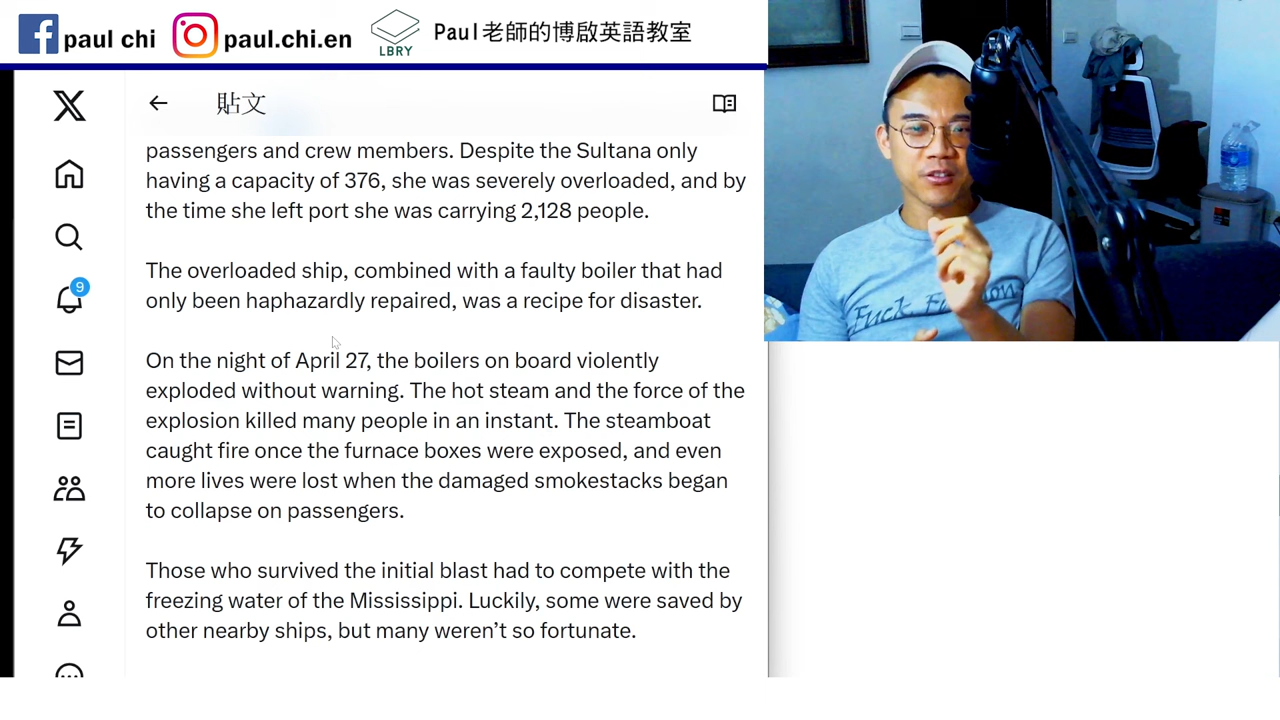 paul chi
paul.chi.en
LBRY
Paul老師的博啟英語教室
貼文
passengers and crew members. Despite the Sultana only
having a capacity of 376, she was severely overloaded, and by
the time she left port she was carrying 2,128 people.
The overloaded ship, combined with a faulty boiler that had
only been haphazardly repaired, was a recipe for disaster.
9
On the night of April 27, the boilers on board violently
exploded without warning. The hot steam and the force of the
explosion killed many people in an instant. The steamboat
caught fire once the furnace boxes were exposed, and even
more lives were lost when the damaged smokestacks began
to collapse on passengers.
Those who survived the initial blast had to compete with the
freezing water of the Mississippi. Luckily, some were saved by
other nearby ships, but many weren't so fortunate.
Fuck